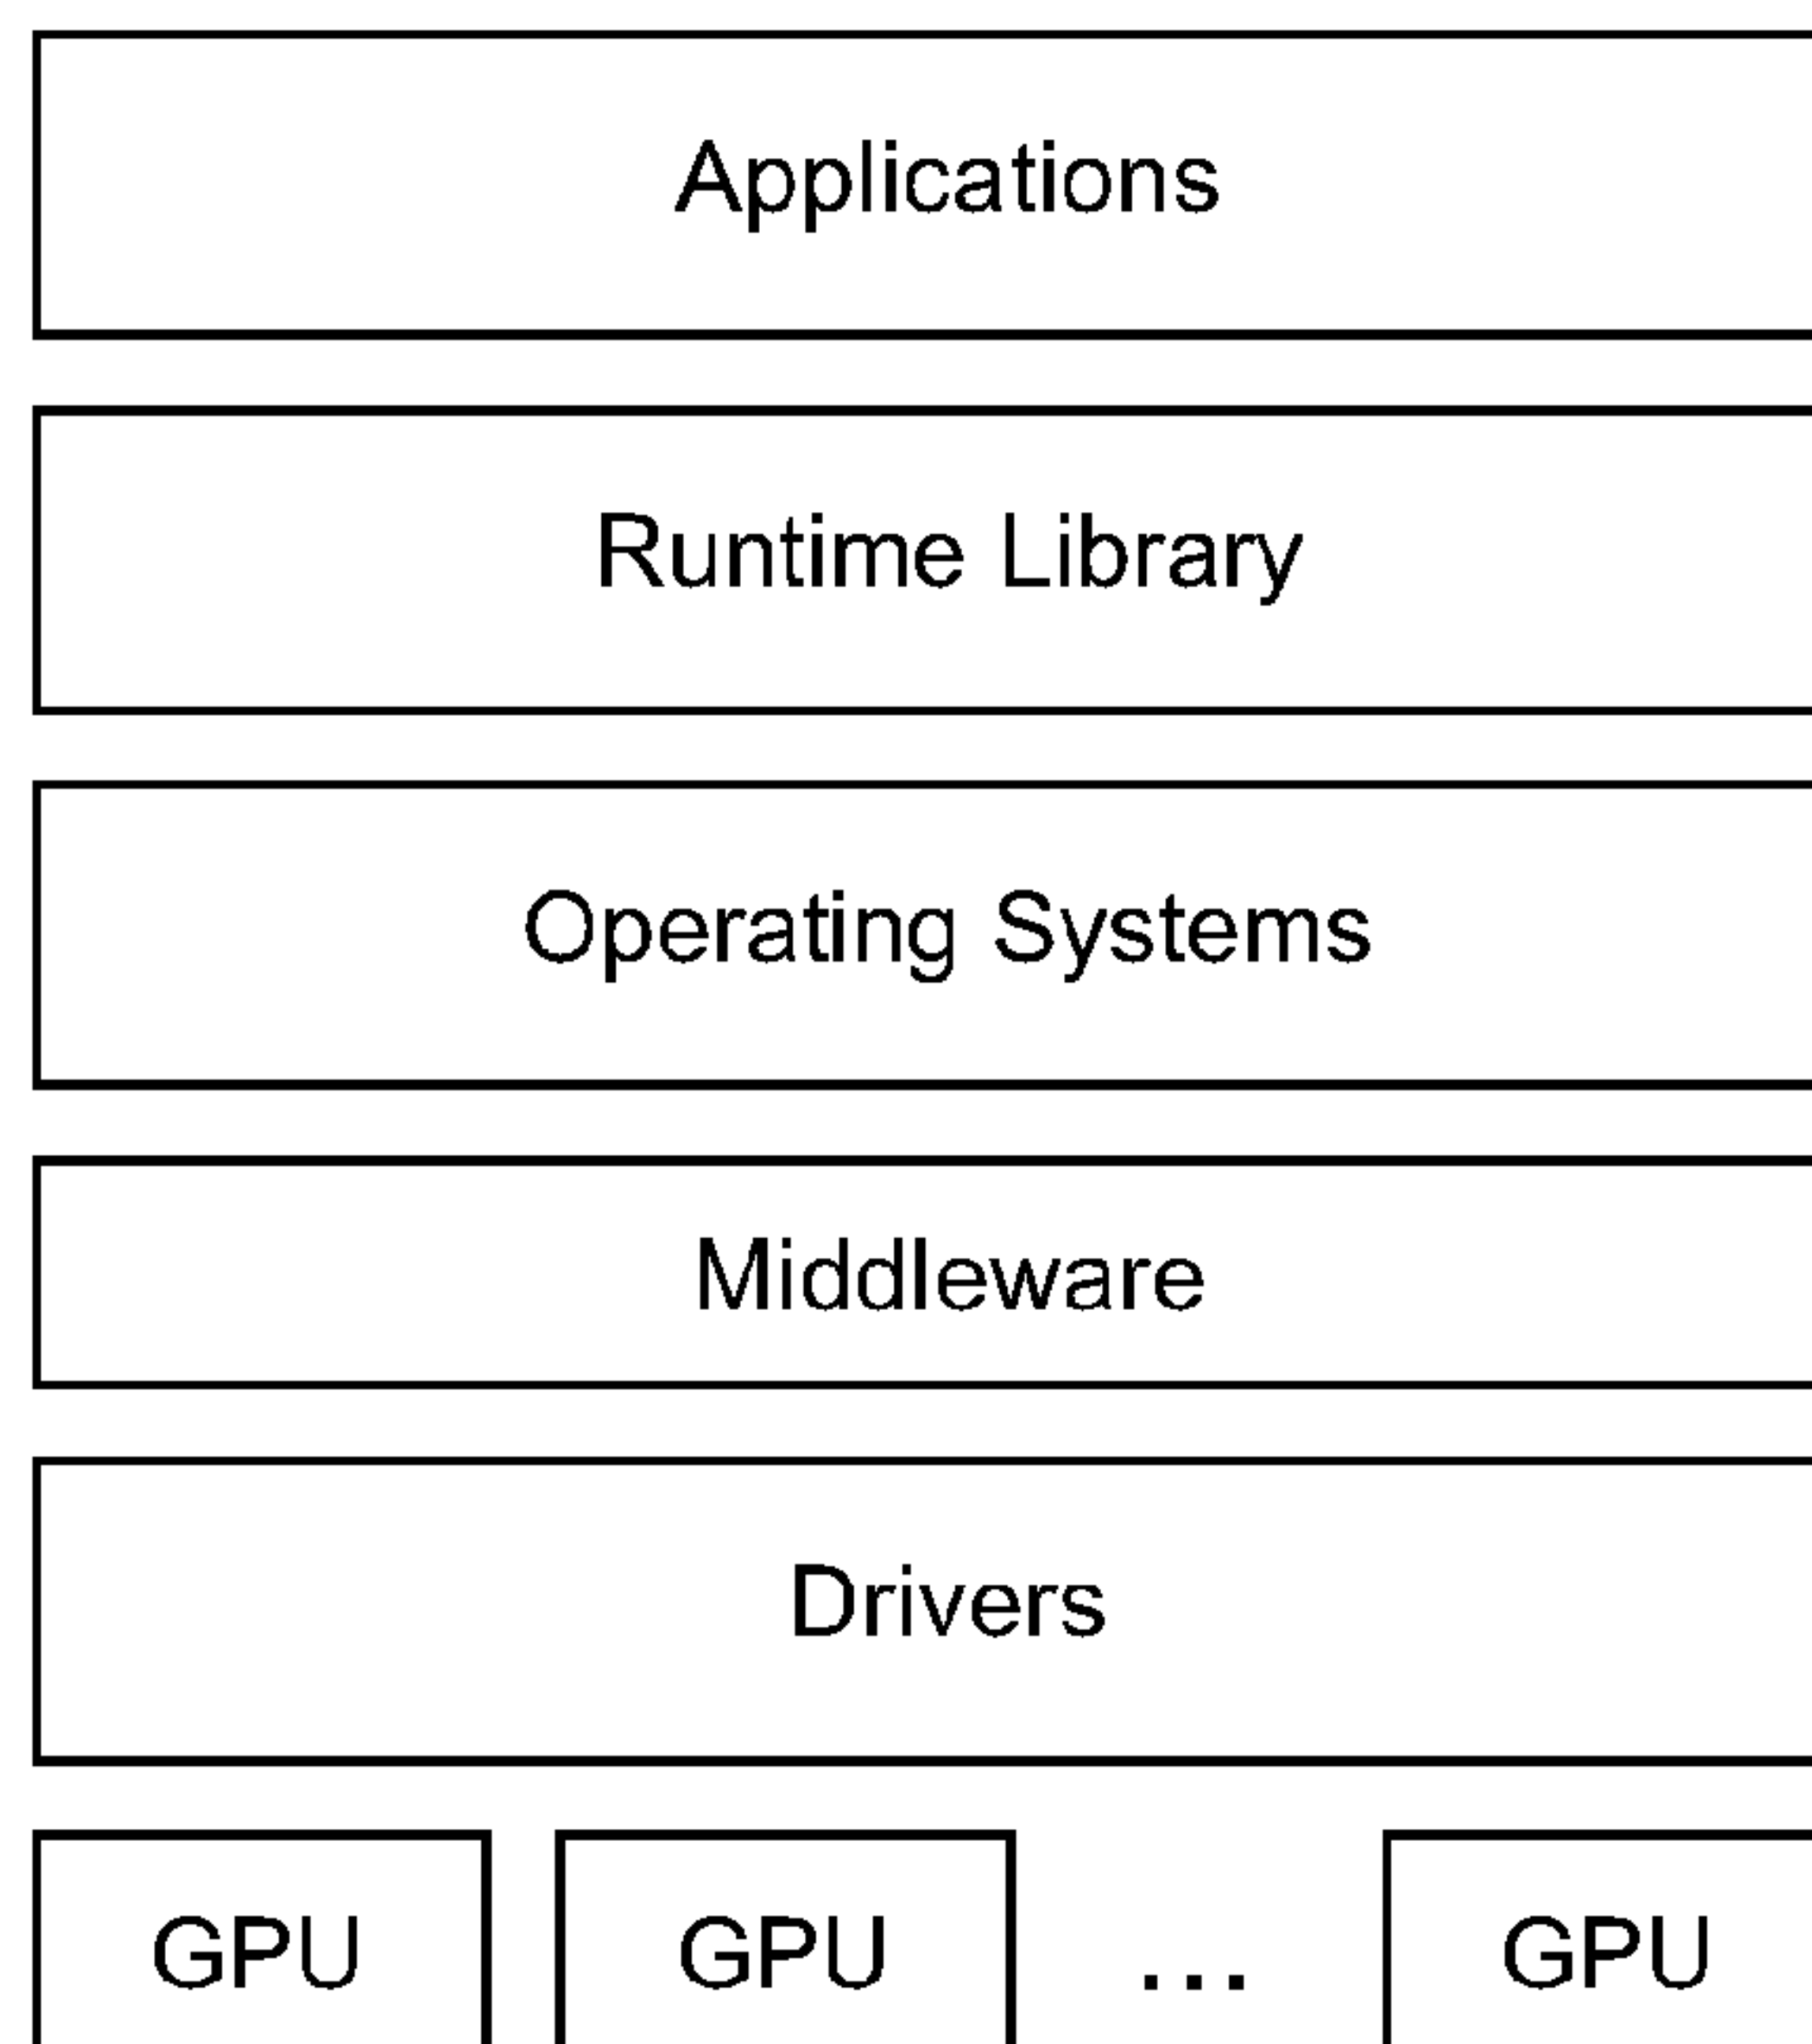 Applications
Runtime Library
Operating Systems
Middleware
Drivers
GPU GPU ... GPU